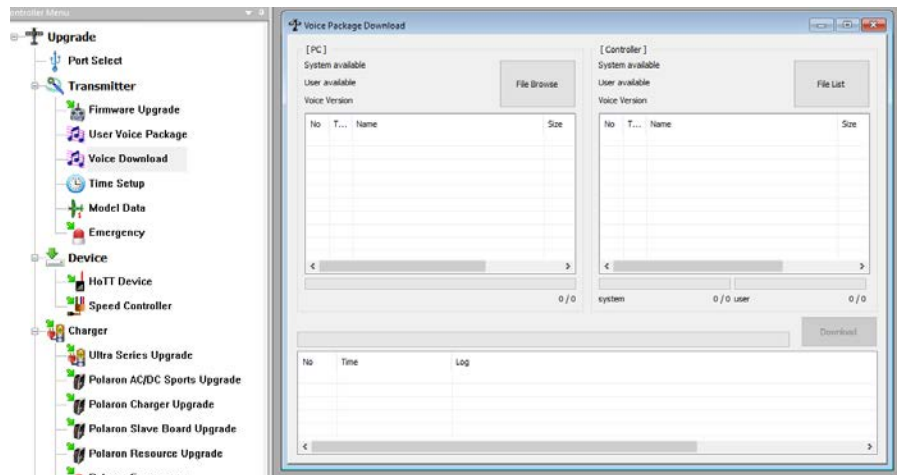 ontroller Menu
Upgrade
Port Select
Transmitter
Firmware Upgrade
User Voice Package
Voice Download
Time Setup
Model Data
Emergency
Device
HoTT Device
Speed Controller
Charger
Ultra Series Upgrade
Polaron AC/DC Sports Upgrade
Polaron Charger Upgrade
Polaron Slave Board Upgrade
Polaron Resource Upgrade
Voice Package Download
[PC]
System available
User available
Voice Version
File Browse
No T... Name Size
0 / 0
[ Controller ]
System available
User available
Voice Version
File List
No T... Name Size
system 0 / 0 user 0 / 0
Download
No Time Log